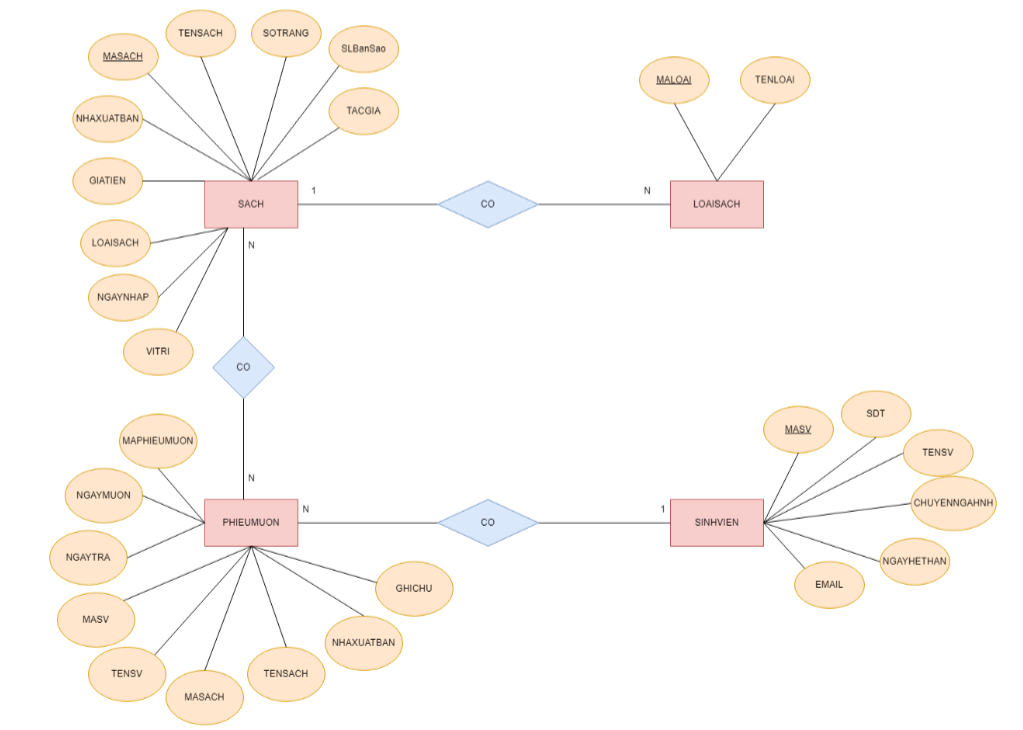 TENSACH
SOTRANG
SLBanSao
MASACH
TACGIA
NHAXUATBAN
GIATIEN
LOAISACH
NGAYNHAP
VITRI
SACH
1
CO
N
LOAISACH
MALOAI
TENLOAI
N
CO
N
MAPHIEUMUON
NGAYMUON
NGAYTRA
MASV
TENSV
MASACH
TENSACH
NHAXUATBAN
GHICHU
PHIEUMUON
N
CO
1
SINHVIEN
MASV
SDT
TENSV
CHUYENNGAHNH
NGAYHETHAN
EMAIL